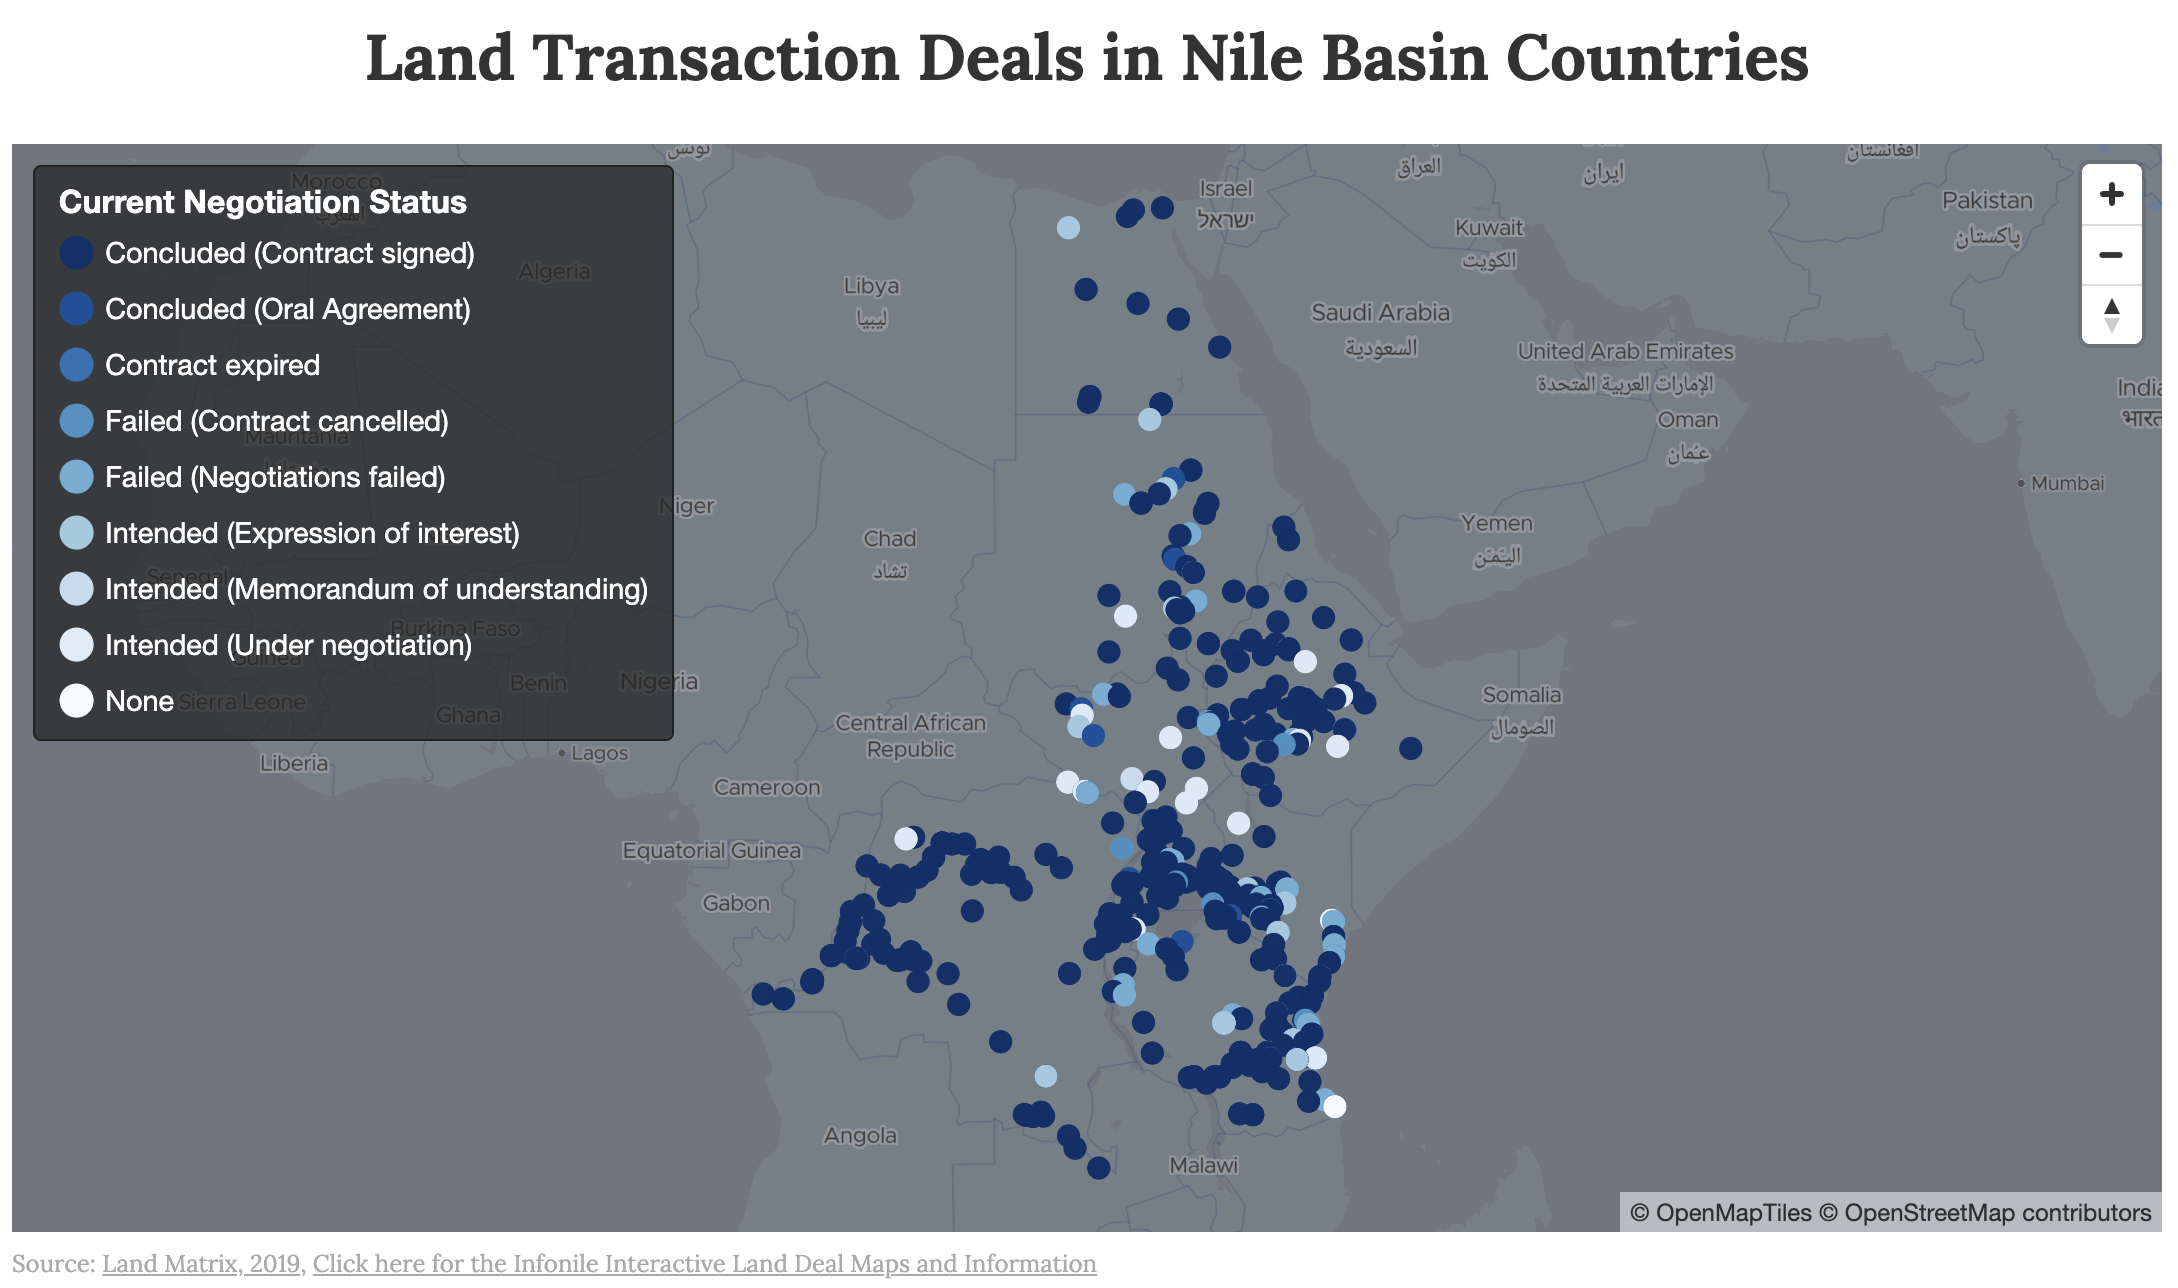 Land Transaction Deals in Nile Basin Countries
Current Negotiation Status
Concluded (Contract signed)
Concluded (Oral Agreement)
Contract expired
Failed (Contract cancelled)
Failed (Negotiations failed)
Intended (Expression of interest)
Intended (Memorandum of understanding)
Intended (Under negotiation)
None
Morocco
المغرب
Algeria
Mauritania
Senegal
Burkina Faso
Guinea
Sierra Leone
Liberia
Ghana
Benin
Nigeria
Niger
Lagos
تونس
Libya
ليبيا
Chad
تشاد
Central African
Republic
Cameroon
Equatorial Guinea
Gabon
Angola
Malawi
Israel
ישראל
العراق
ایران
افغانستان
Kuwait
الكويت
Saudi Arabia
السعودية
United Arab Emirates
الإمارات العربية المتحدة
Oman
عمان
Yemen
اليمن
Somalia
الصومال
Pakistan
پاکستان
India
भारत
Mumbai
© OpenMapTiles © OpenStreetMap contributors
Source: Land Matrix, 2019, Click here for the Infonile Interactive Land Deal Maps and Information